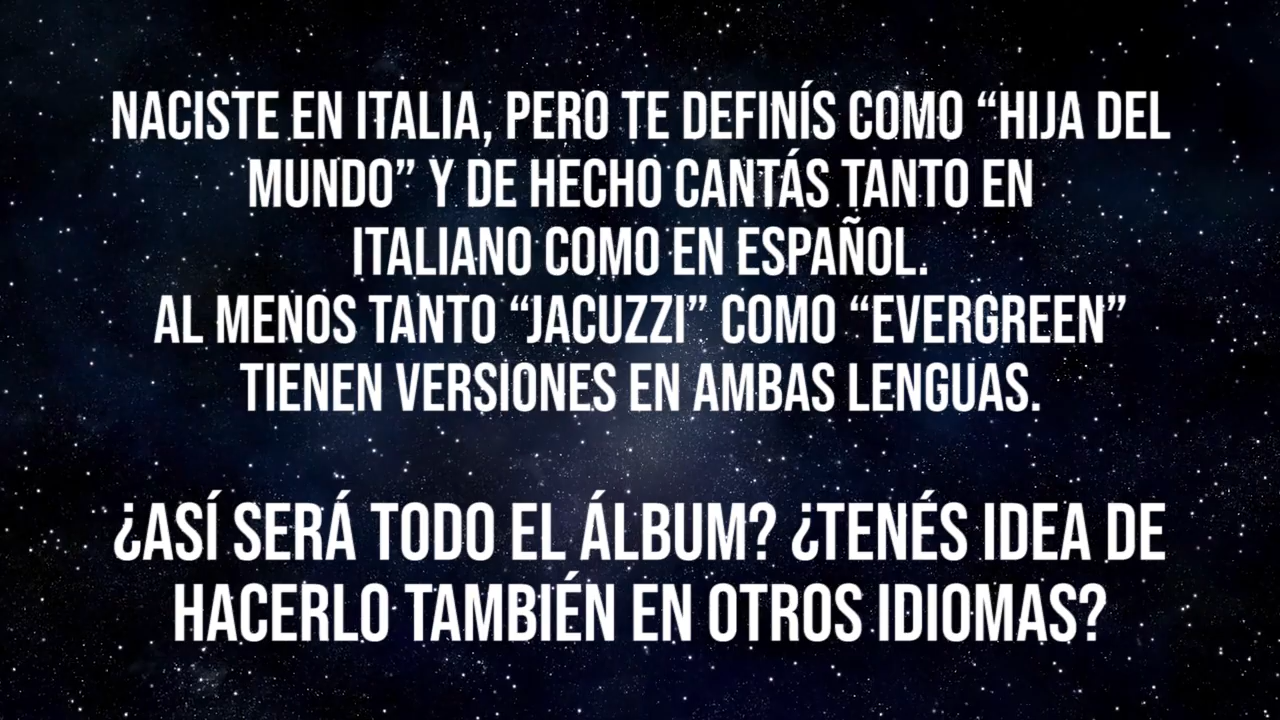 NACISTE EN ITALIA, PERO TE DEFINÍS COMO “HIJA DEL
MUNDO” Y DE HECHO CANTÁS TANTO EN
ITALIANO COMO EN ESPAÑOL.
AL MENOS TANTO “JACUZZI” COMO “EVERGREEN”
TIENEN VERSIONES EN AMBAS LENGUAS.
¿ASÍ SERÁ TODO EL ÁLBUM? ¿TENÉS IDEA DE
HACERLO TAMBIÉN EN OTROS IDIOMAS?